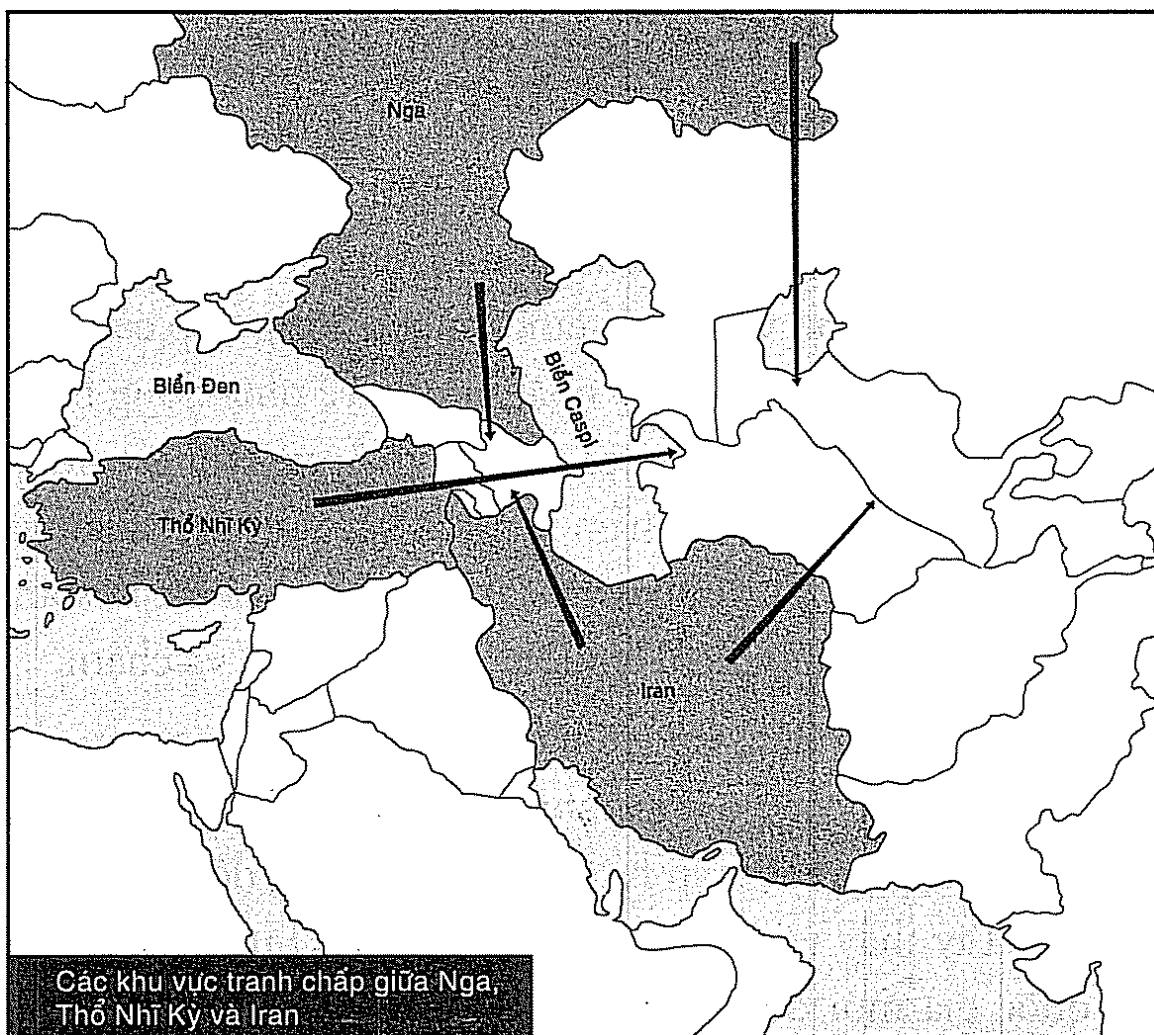 Nga
Biển Đen
Biển Caspi
Thổ Nhĩ Kỳ
Iran
Các khu vực tranh chấp giữa Nga,
Thổ Nhĩ Kỳ và Iran